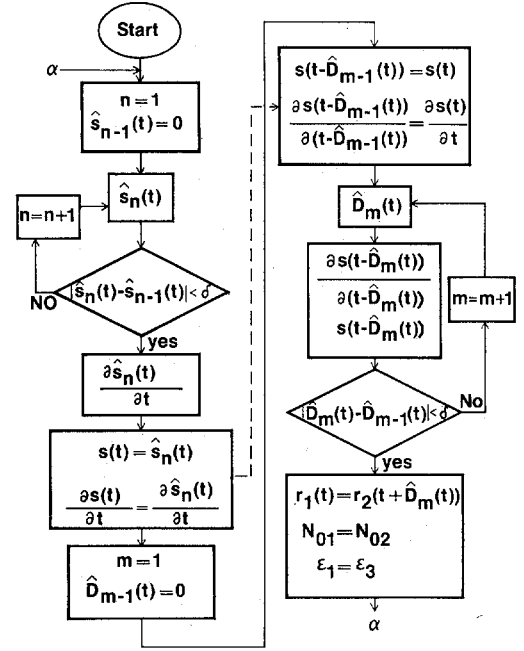 Start
α
n=1
ŝₙ₋₁(t)=0
ŝₙ(t)
n=n+1
|ŝₙ(t)-ŝₙ₋₁(t)|<δ
NO
yes
∂ŝₙ(t)
∂t
s(t)=ŝₙ(t)
∂s(t) = ∂ŝₙ(t)
∂t ∂t
m=1
D̂ₘ₋₁(t)=0
s(t-D̂ₘ₋₁(t))=s(t)
∂s(t-D̂ₘ₋₁(t)) = ∂s(t)
∂(t-D̂ₘ₋₁(t)) ∂t
D̂ₘ(t)
∂s(t-D̂ₘ(t))
∂(t-D̂ₘ(t))
s(t-D̂ₘ(t))
m=m+1
|D̂ₘ(t)-D̂ₘ₋₁(t)|<δ
No
yes
r₁(t)=r₂(t+D̂ₘ(t))
N₀₁=N₀₂
ε₁=ε₃
α